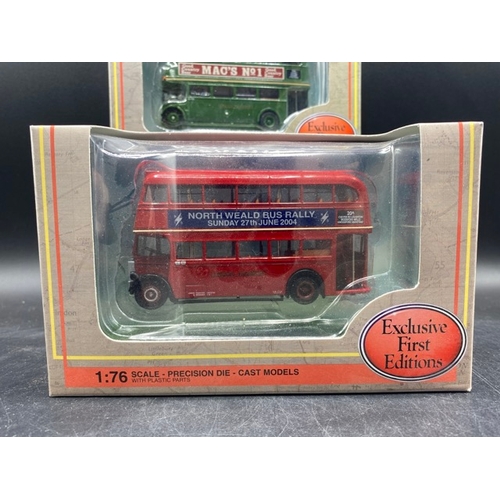 MAC'S No1
Exclusive
NORTH WEALD BUS RALLY
SUNDAY 27th JUNE 2004
Exclusive
First
Editions
1:76 SCALE - PRECISION DIE - CAST MODELS
WITH PLASTIC PARTS